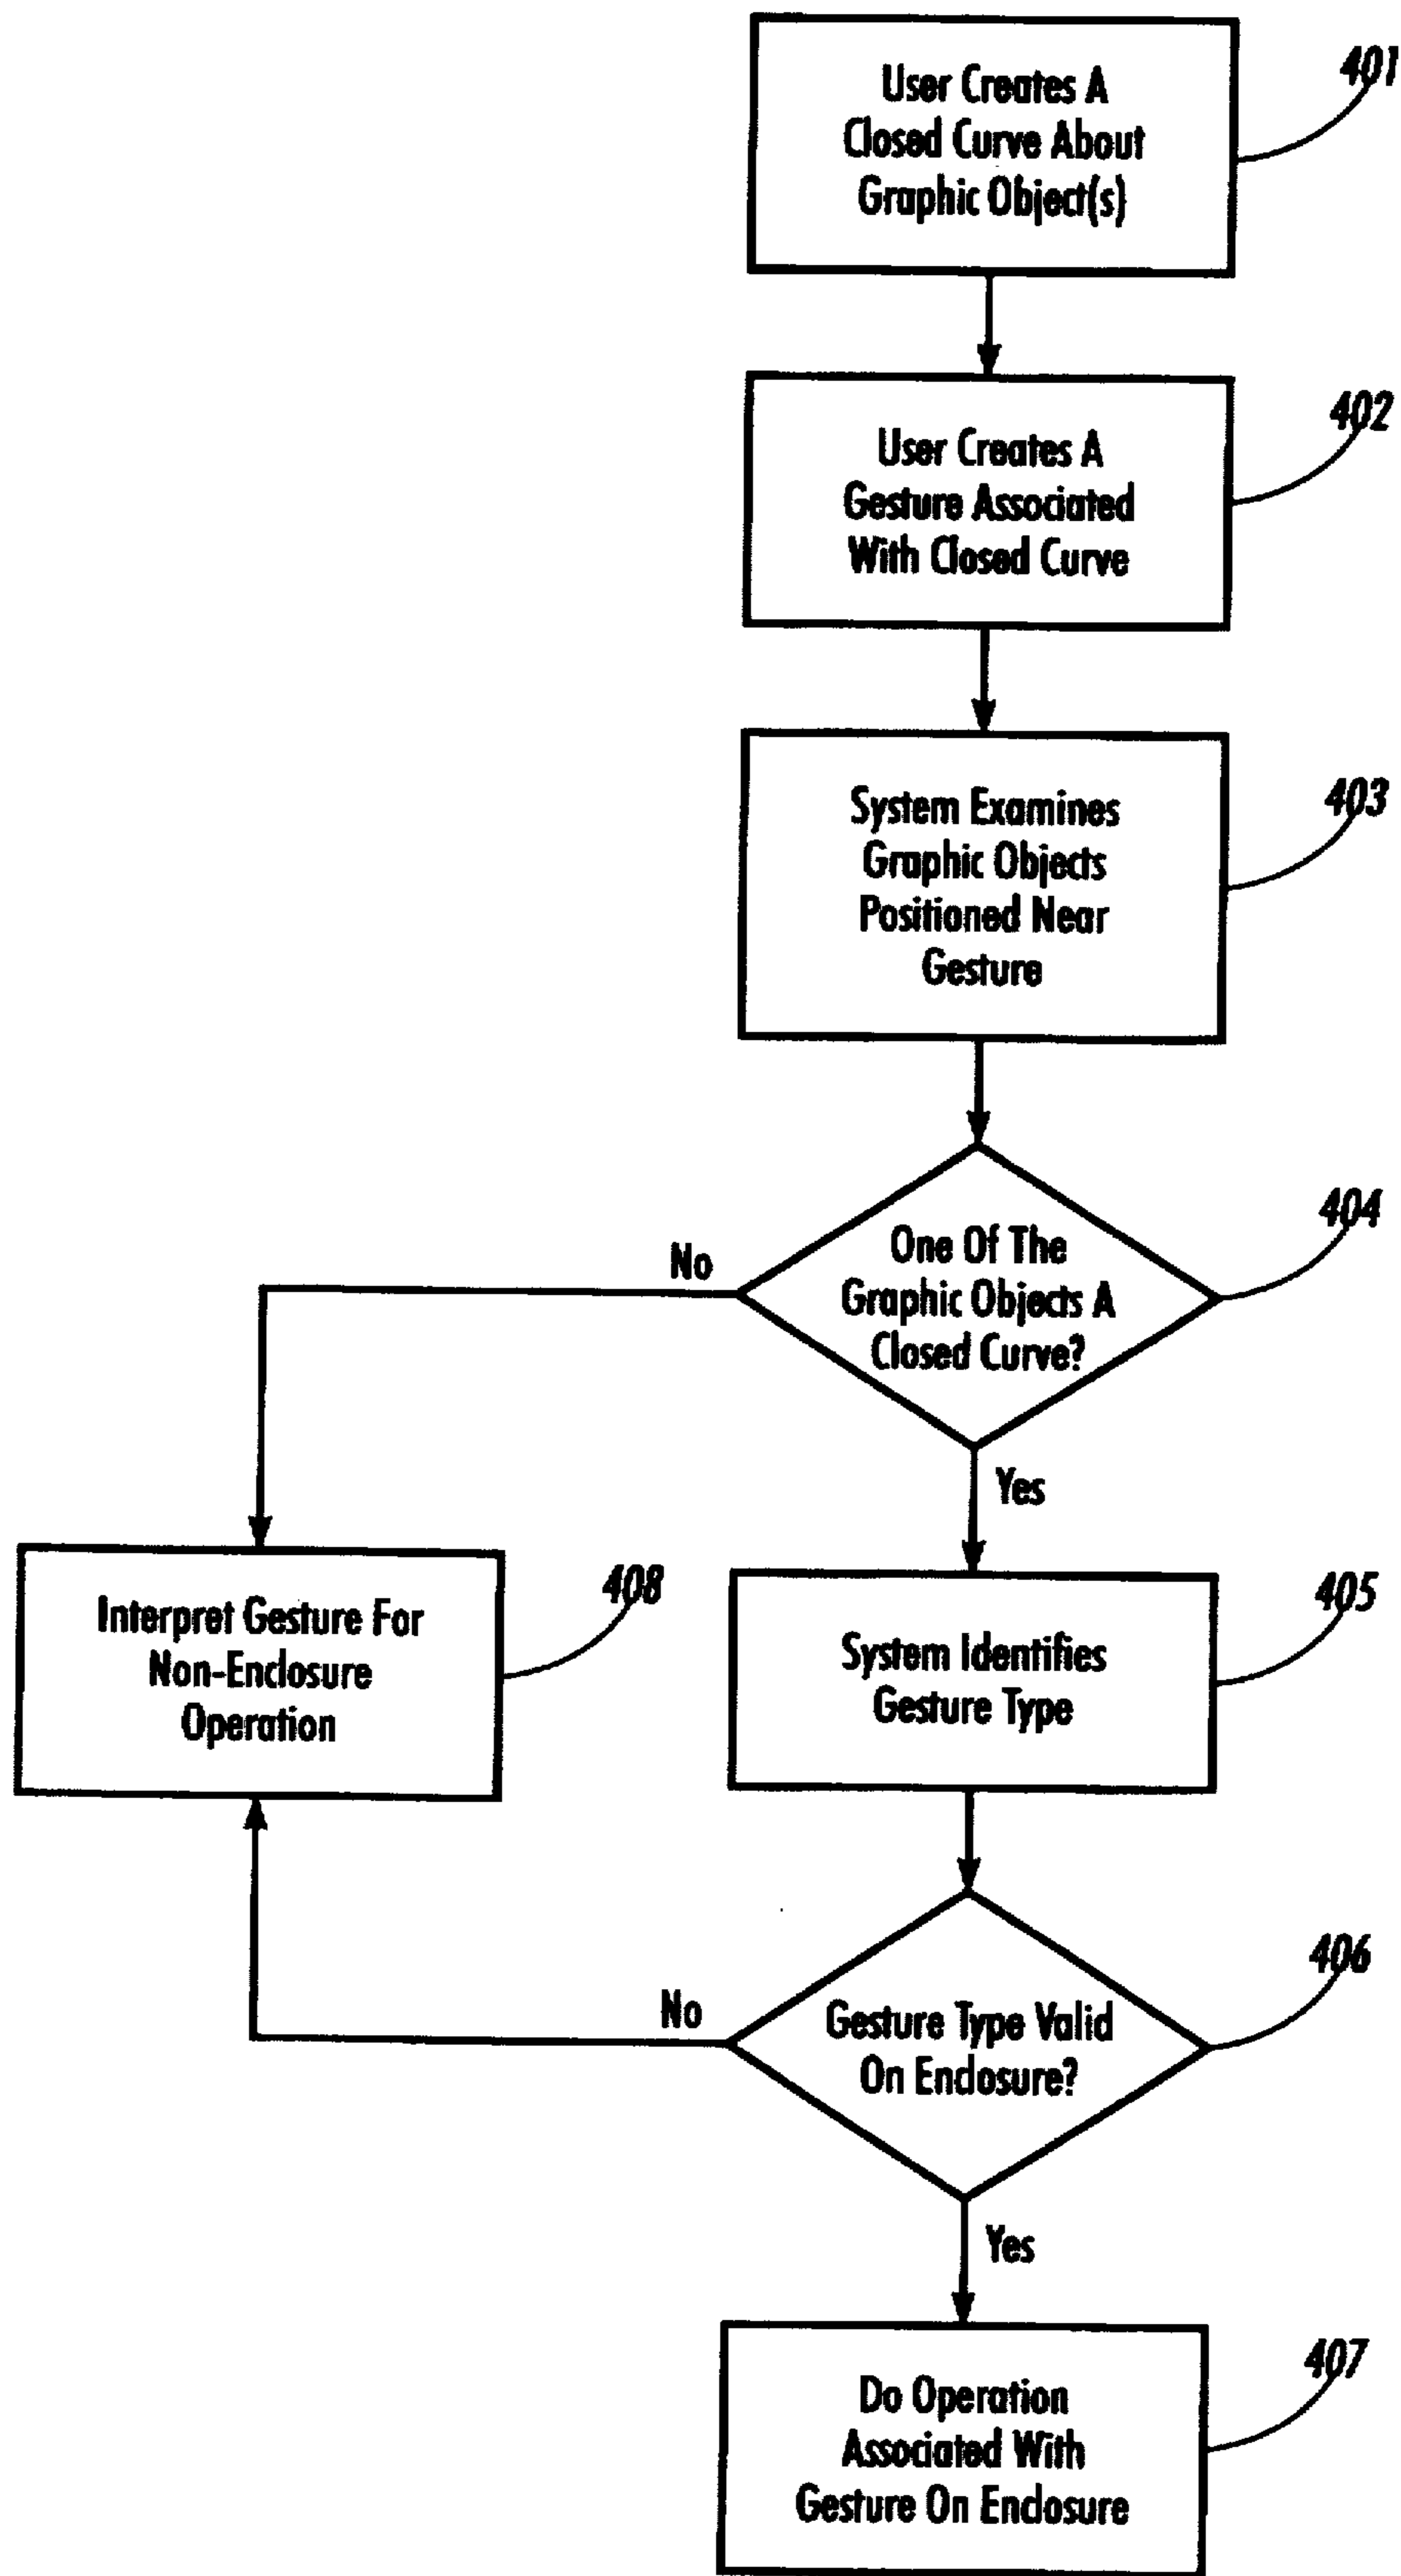 User Creates A
Closed Curve About
Graphic Object(s)
401
User Creates A
Gesture Associated
With Closed Curve
402
System Examines
Graphic Objects
Positioned Near
Gesture
403
One Of The
Graphic Objects A
Closed Curve?
404
No
Yes
Interpret Gesture For
Non-Enclosure
Operation
408
System Identifies
Gesture Type
405
Gesture Type Valid
On Enclosure?
406
No
Yes
Do Operation
Associated With
Gesture On Enclosure
407